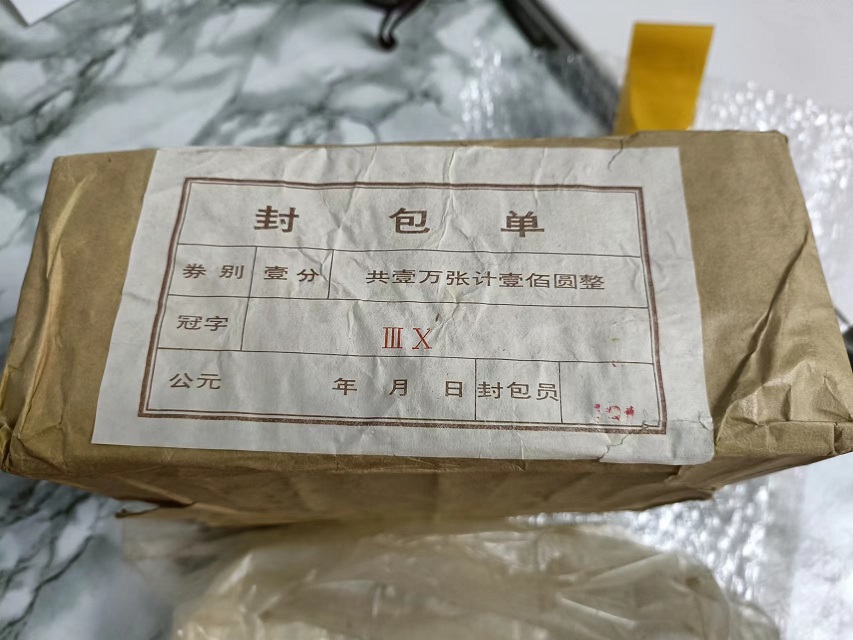 封包单
券别 壹分 共壹万张计壹佰圆整
冠字 ⅢⅩ
公元 年 月 日 封包员